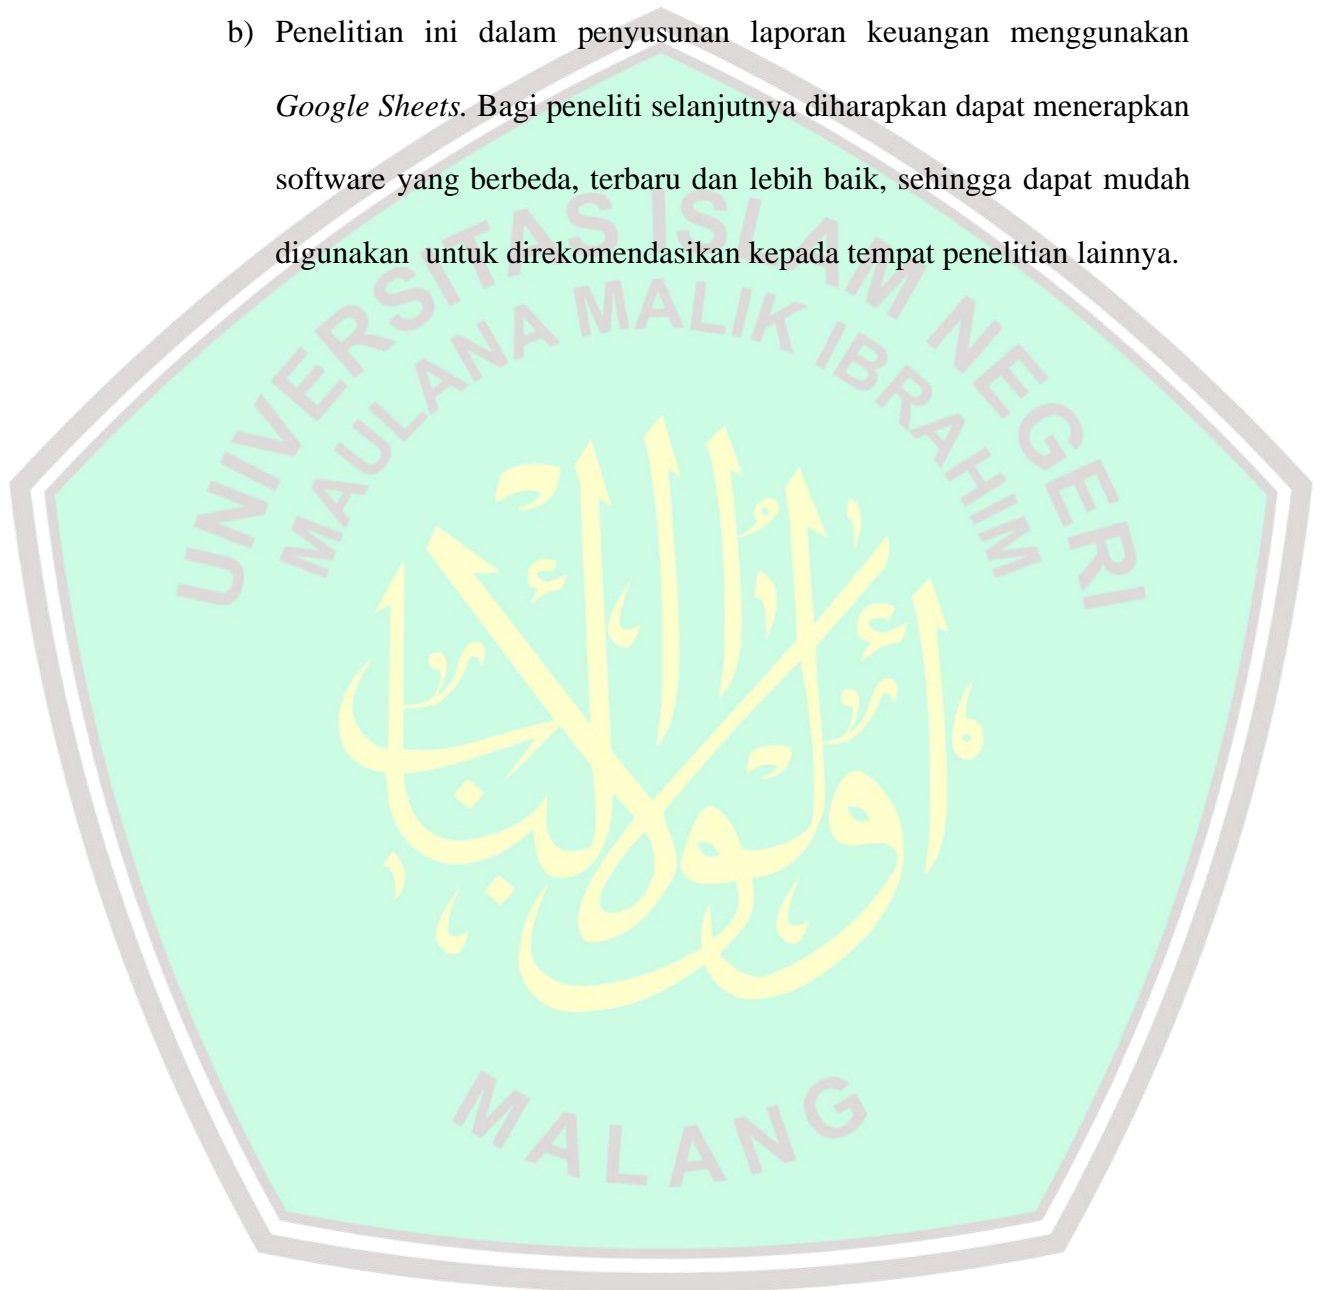 b) Penelitian ini dalam penyusunan laporan keuangan menggunakan
Google Sheets. Bagi peneliti selanjutnya diharapkan dapat menerapkan
software yang berbeda, terbaru dan lebih baik, sehingga dapat mudah
digunakan untuk direkomendasikan kepada tempat penelitian lainnya.
UNIVERSITAS ISLAM NEGERI
MAULANA MALIK IBRAHIM
أولو الألباب
MALANG